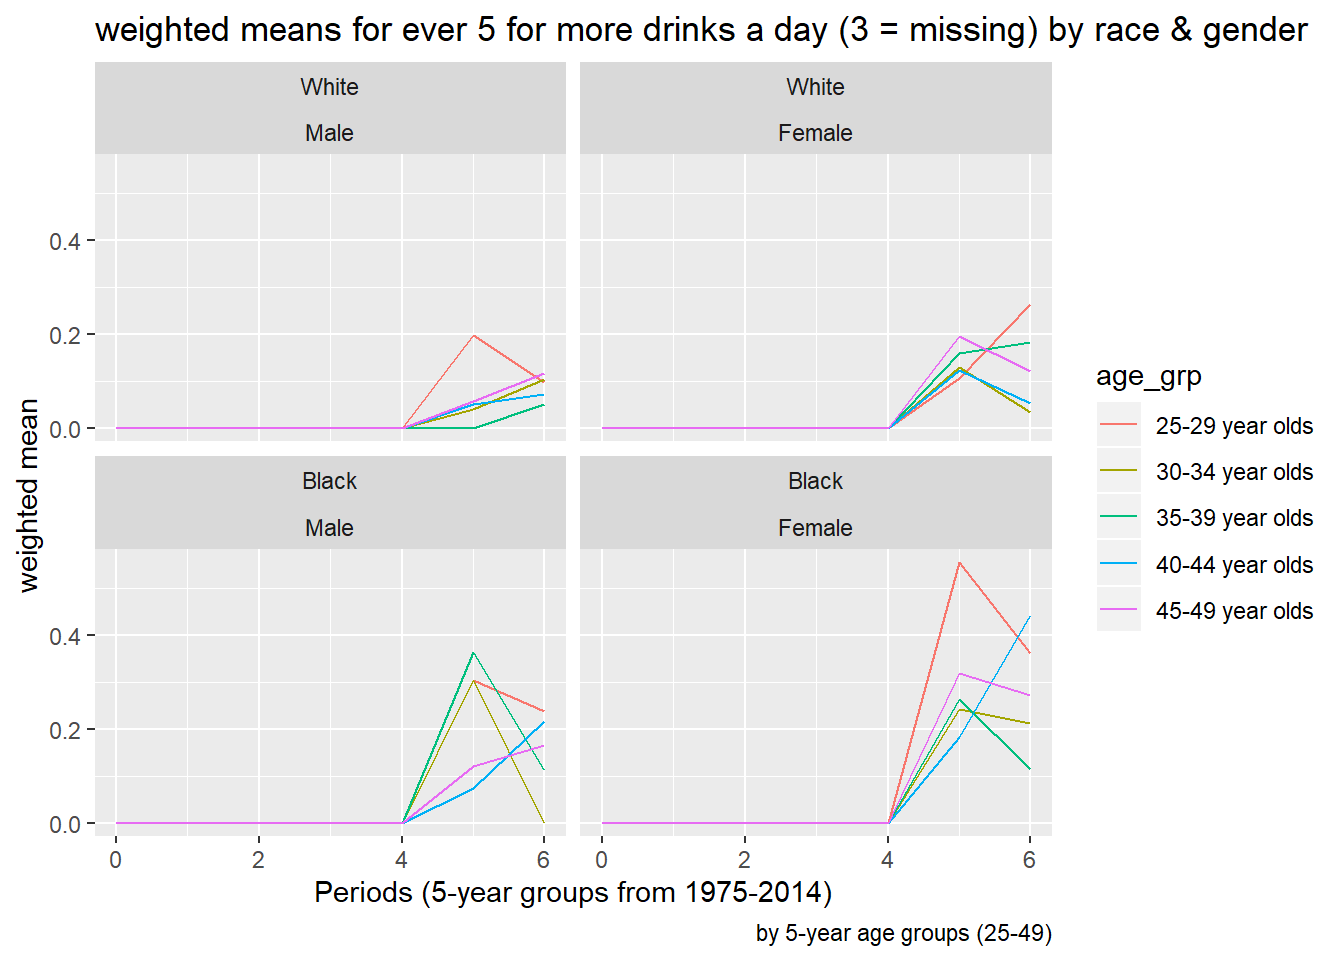 weighted means for ever 5 for more drinks a day (3 = missing) by race & gender
White
Male
White
Female
0.4
0.2
0.0
Black
Male
Black
Female
0.4
0.2
0.0
0 2 4 6
0 2 4 6
weighted mean
Periods (5-year groups from 1975-2014)
by 5-year age groups (25-49)
age_grp
25-29 year olds
30-34 year olds
35-39 year olds
40-44 year olds
45-49 year olds